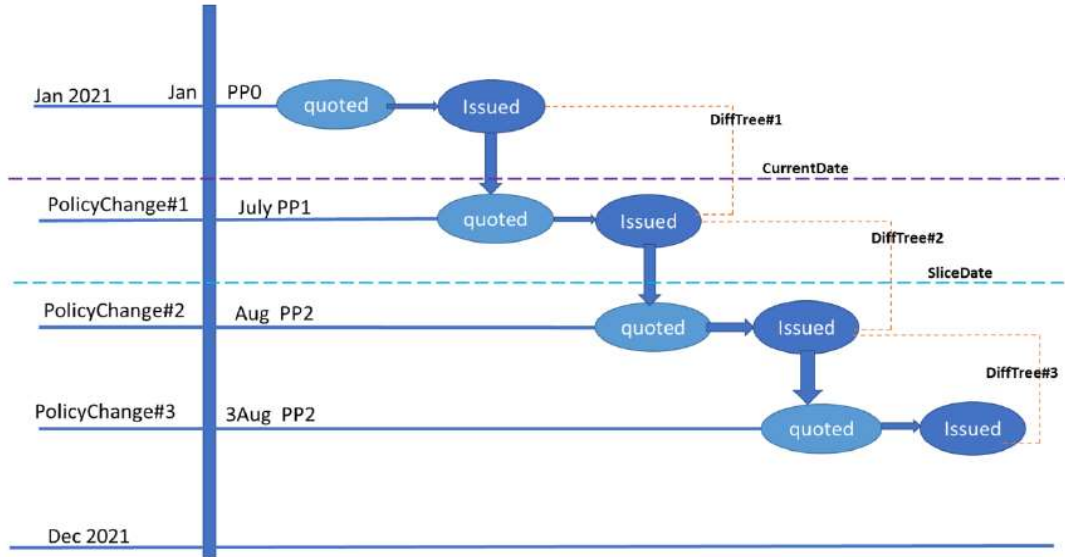 Jan 2021
Jan
PP0
quoted
Issued
DiffTree#1
CurrentDate
PolicyChange#1
July PP1
quoted
Issued
DiffTree#2
SliceDate
PolicyChange#2
Aug PP2
quoted
Issued
DiffTree#3
PolicyChange#3
3Aug PP2
quoted
Issued
Dec 2021